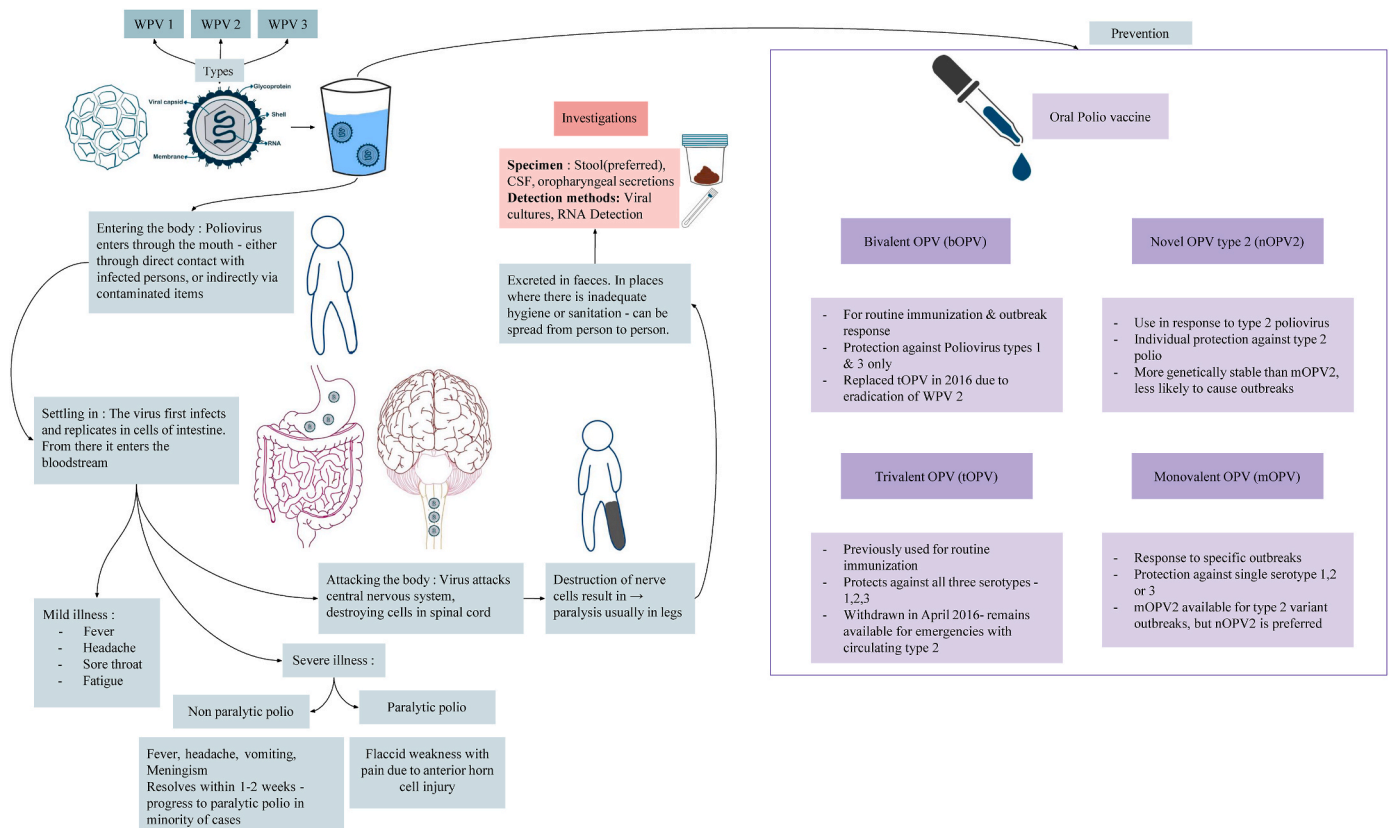 WPV 1
WPV 2
WPV 3
Types
Glycoprotein
Viral capsid
Shell
RNA
Membrane
Entering the body : Poliovirus
enters through the mouth - either
through direct contact with
infected persons, or indirectly via
contaminated items
Settling in : The virus first infects
and replicates in cells of intestine.
From there it enters the
bloodstream
Mild illness :
- Fever
- Headache
- Sore throat
- Fatigue
Attacking the body : Virus attacks
central nervous system,
destroying cells in spinal cord
Destruction of nerve
cells result in →
paralysis usually in legs
Severe illness :
Non paralytic polio
Paralytic polio
Fever, headache, vomiting,
Meningism
Resolves within 1-2 weeks -
progress to paralytic polio in
minority of cases
Flaccid weakness with
pain due to anterior horn
cell injury
Investigations
Specimen : Stool(preferred),
CSF, oropharyngeal secretions
Detection methods: Viral
cultures, RNA Detection
Excreted in faeces. In places
where there is inadequate
hygiene or sanitation - can be
spread from person to person.
Prevention
Oral Polio vaccine
Bivalent OPV (bOPV)
- For routine immunization & outbreak
response
- Protection against Poliovirus types 1
& 3 only
- Replaced tOPV in 2016 due to
eradication of WPV 2
Novel OPV type 2 (nOPV2)
- Use in response to type 2 poliovirus
- Individual protection against type 2
polio
- More genetically stable than mOPV2,
less likely to cause outbreaks
Trivalent OPV (tOPV)
- Previously used for routine
immunization
- Protects against all three serotypes -
1,2,3
- Withdrawn in April 2016- remains
available for emergencies with
circulating type 2
Monovalent OPV (mOPV)
- Response to specific outbreaks
- Protection against single serotype 1,2
or 3
- mOPV2 available for type 2 variant
outbreaks, but nOPV2 is preferred